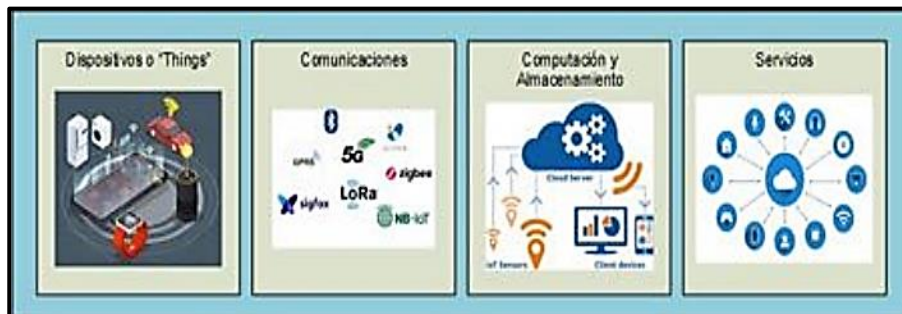 Dispositivos o "Things"
Comunicaciones
GPRS
5G
zigbee
sigfox
LoRa
NB-IoT
Computación y
Almacenamiento
Cloud Server
IoT Sensors
Client devices
Servicios